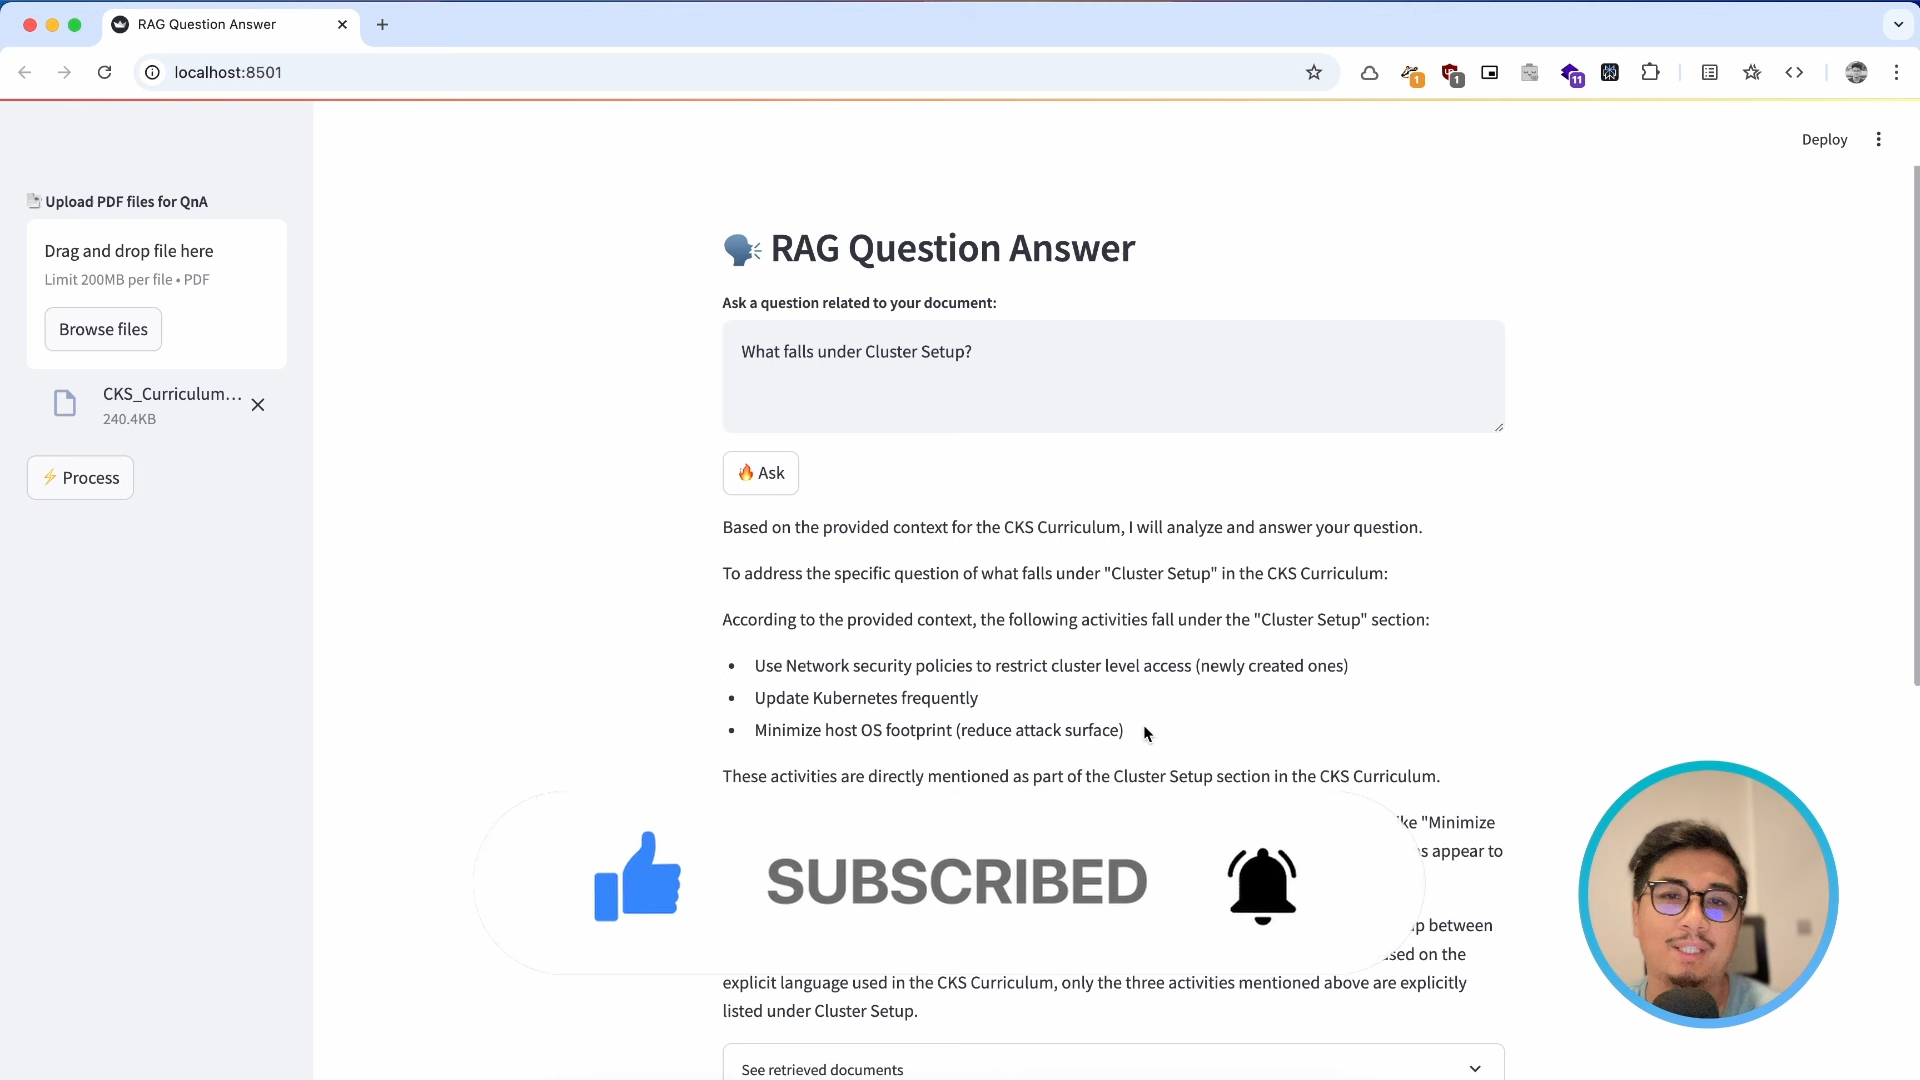 RAG Question Answer
localhost:8501
1
1
11
Deploy
Upload PDF files for QnA
Drag and drop file here
Limit 200MB per file • PDF
Browse files
CKS_Curriculum...
240.4KB
⚡ Process
🗣️ RAG Question Answer
Ask a question related to your document:
What falls under Cluster Setup?
🔥 Ask
Based on the provided context for the CKS Curriculum, I will analyze and answer your question.
To address the specific question of what falls under "Cluster Setup" in the CKS Curriculum:
According to the provided context, the following activities fall under the "Cluster Setup" section:
• Use Network security policies to restrict cluster level access (newly created ones)
• Update Kubernetes frequently
• Minimize host OS footprint (reduce attack surface)
These activities are directly mentioned as part of the Cluster Setup section in the CKS Curriculum.
"Minimize
appear to
SUBSCRIBED
between
on the
explicit language used in the CKS Curriculum, only the three activities mentioned above are explicitly
listed under Cluster Setup.
See retrieved documents